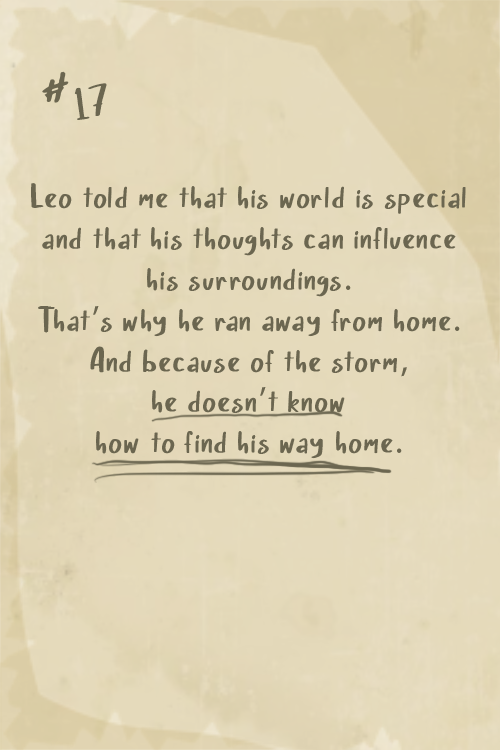 #17
Leo told me that his world is special
and that his thoughts can influence
his surroundings.
That's why he ran away from home.
And because of the storm,
he doesn't know
how to find his way home.